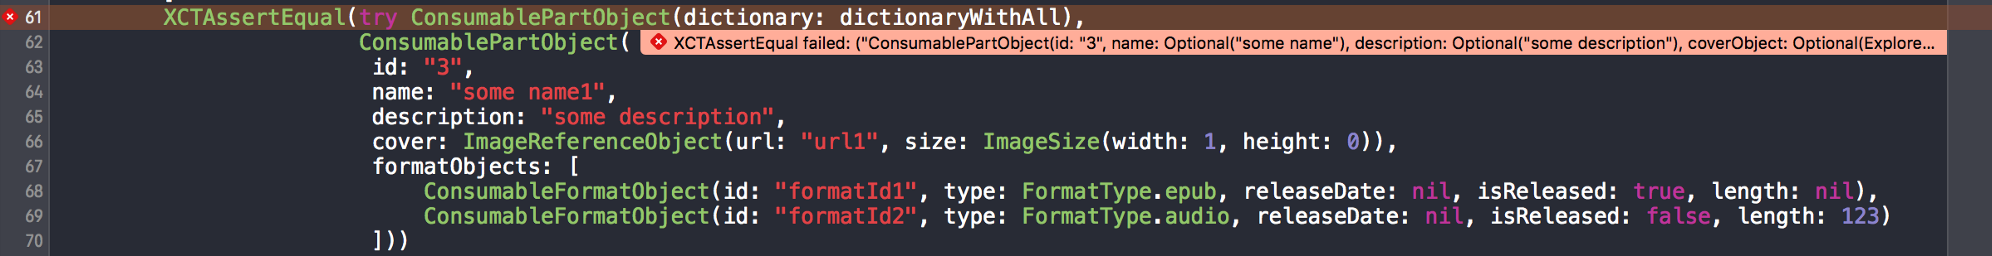 61 XCTAssertEqual(try ConsumablePartObject(dictionary: dictionaryWithAll),
62 ConsumablePartObject( XCTAssertEqual failed: ("ConsumablePartObject(id: "3", name: Optional("some name"), description: Optional("some description"), coverObject: Optional(Explore...
63 id: "3",
64 name: "some name1",
65 description: "some description",
66 cover: ImageReferenceObject(url: "url1", size: ImageSize(width: 1, height: 0)),
67 formatObjects: [
68 ConsumableFormatObject(id: "formatId1", type: FormatType.epub, releaseDate: nil, isReleased: true, length: nil),
69 ConsumableFormatObject(id: "formatId2", type: FormatType.audio, releaseDate: nil, isReleased: false, length: 123)
70 ]))